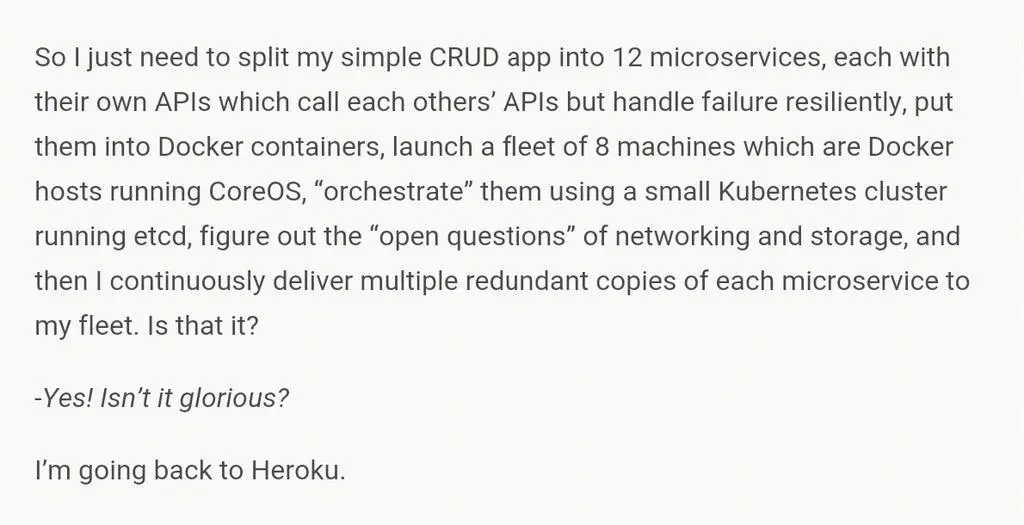 So I just need to split my simple CRUD app into 12 microservices, each with
their own APIs which call each others’ APIs but handle failure resiliently, put
them into Docker containers, launch a fleet of 8 machines which are Docker
hosts running CoreOS, “orchestrate” them using a small Kubernetes cluster
running etcd, figure out the “open questions” of networking and storage, and
then I continuously deliver multiple redundant copies of each microservice to
my fleet. Is that it?
-Yes! Isn’t it glorious?
I’m going back to Heroku.